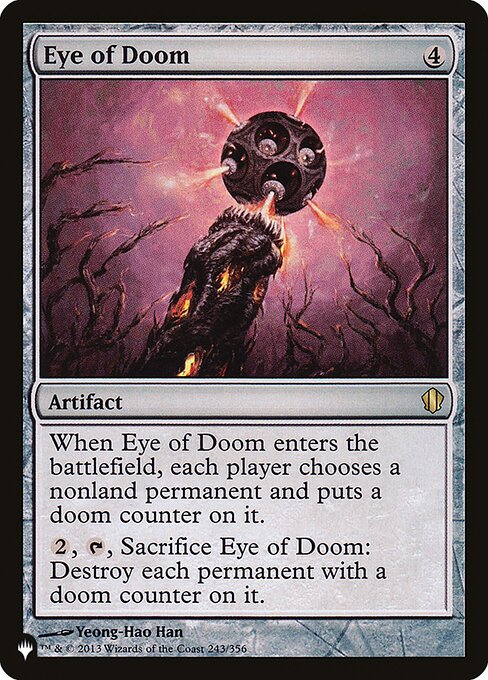 Eye of Doom 4
Artifact
When Eye of Doom enters the
battlefield, each player chooses a
nonland permanent and puts a
doom counter on it.
2, , Sacrifice Eye of Doom:
Destroy each permanent with a
doom counter on it.
Yeong-Hao Han
™ & © 2013 Wizards of the Coast 243/356